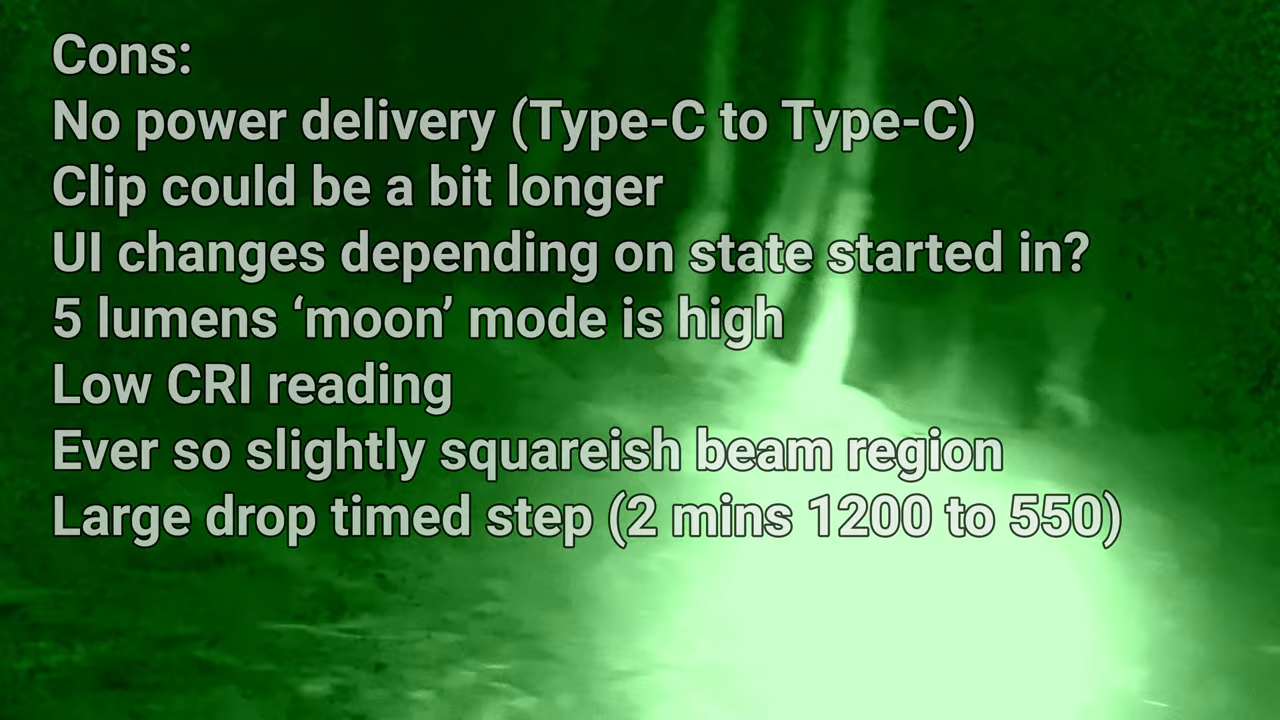 Cons:
No power delivery (Type-C to Type-C)
Clip could be a bit longer
UI changes depending on state started in?
5 lumens ‘moon’ mode is high
Low CRI reading
Ever so slightly squareish beam region
Large drop timed step (2 mins 1200 to 550)